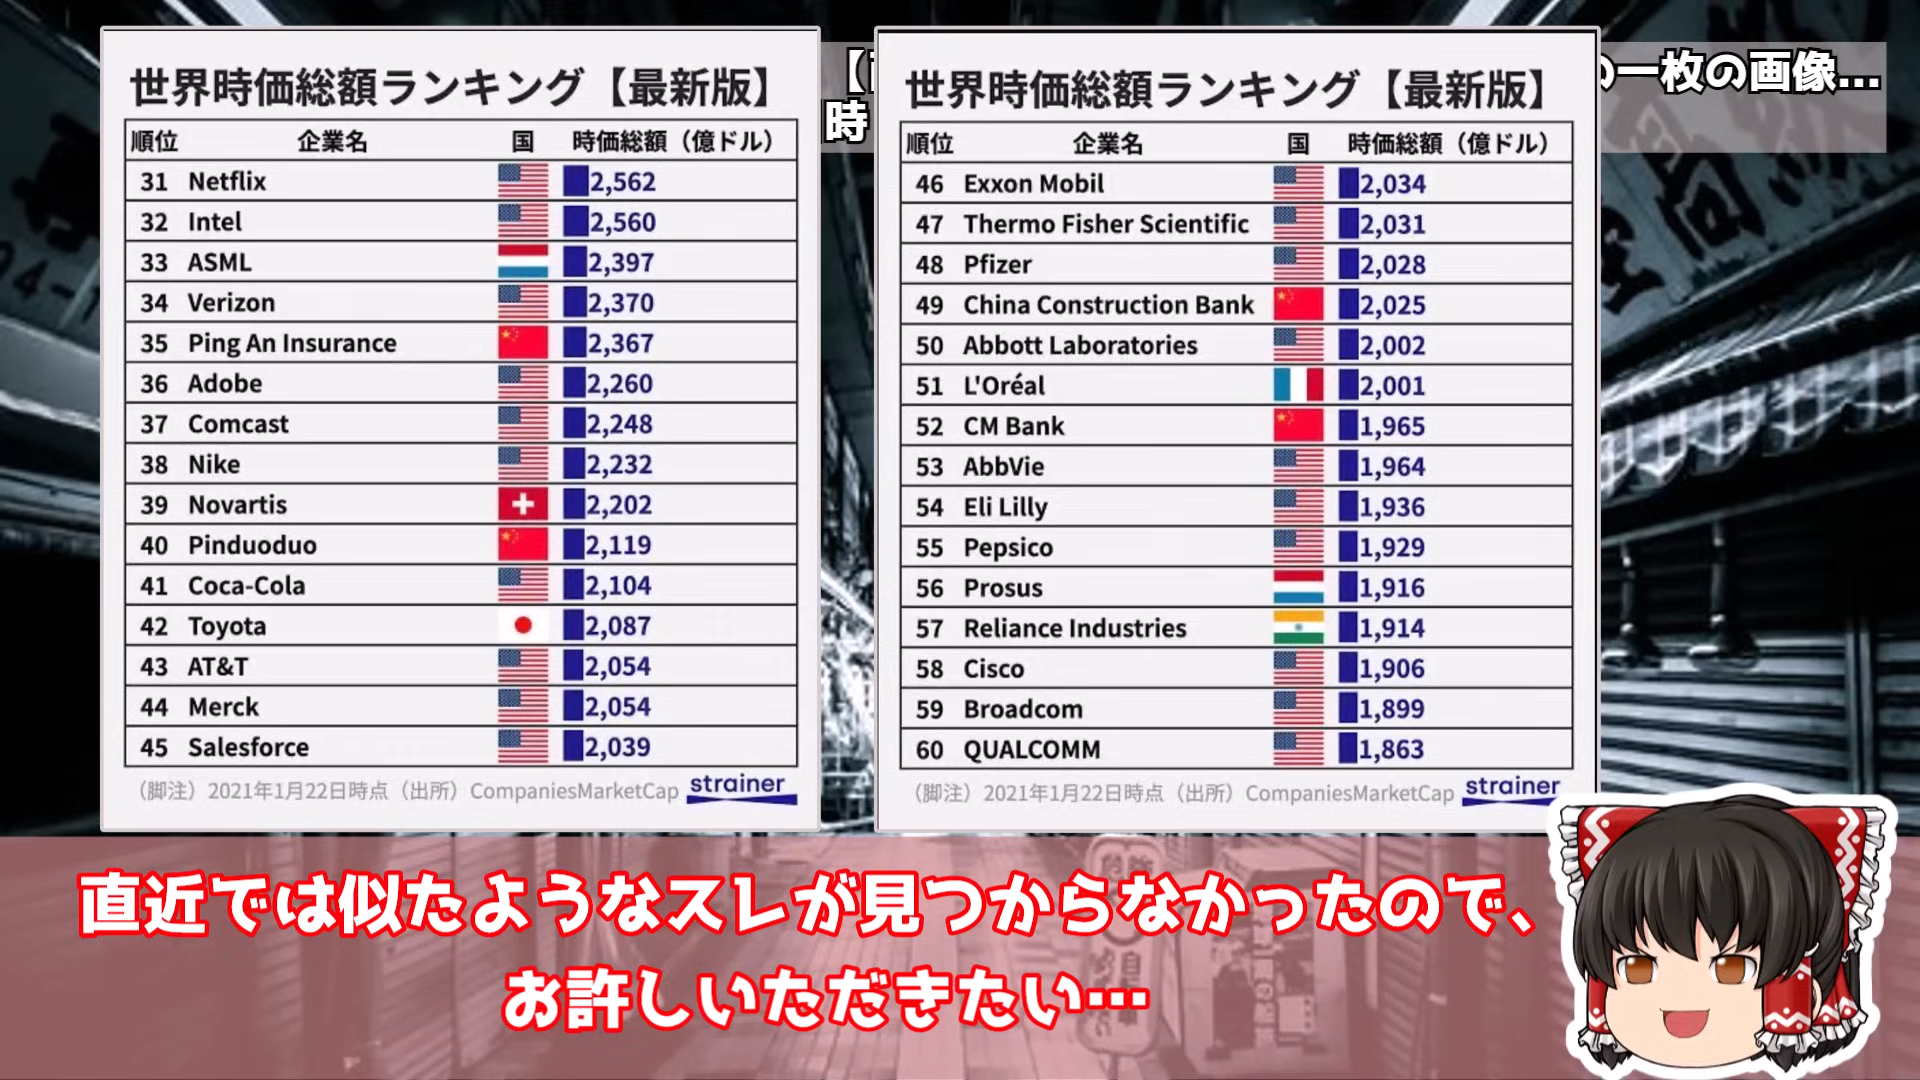 世界時価総額ランキング【最新版】
順位 企業名 国 時価総額（億ドル）
31 Netflix 2,562
32 Intel 2,560
33 ASML 2,397
34 Verizon 2,370
35 Ping An Insurance 2,367
36 Adobe 2,260
37 Comcast 2,248
38 Nike 2,232
39 Novartis 2,202
40 Pinduoduo 2,119
41 Coca-Cola 2,104
42 Toyota 2,087
43 AT&T 2,054
44 Merck 2,054
45 Salesforce 2,039
（脚注）2021年1月22日時点（出所）CompaniesMarketCap strainer
世界時価総額ランキング【最新版】
順位 企業名 国 時価総額（億ドル）
46 Exxon Mobil 2,034
47 Thermo Fisher Scientific 2,031
48 Pfizer 2,028
49 China Construction Bank 2,025
50 Abbott Laboratories 2,002
51 L'Oréal 2,001
52 CM Bank 1,965
53 AbbVie 1,964
54 Eli Lilly 1,936
55 Pepsico 1,929
56 Prosus 1,916
57 Reliance Industries 1,914
58 Cisco 1,906
59 Broadcom 1,899
60 QUALCOMM 1,863
（脚注）2021年1月22日時点（出所）CompaniesMarketCap strainer
の一枚の画像...
時
直近では似たようなスレが見つからなかったので、
お許しいただきたい…